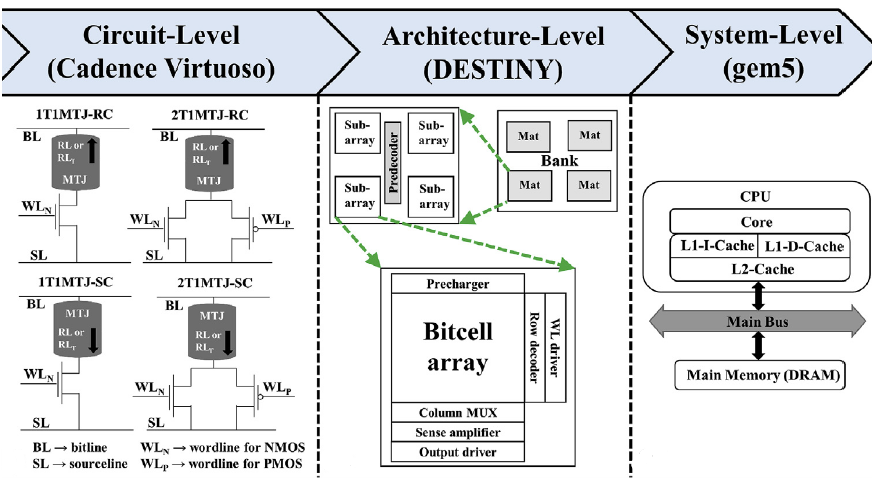 Circuit-Level
(Cadence Virtuoso)
Architecture-Level
(DESTINY)
System-Level
(gem5)
1T1MTJ-RC
BL
RL or
RL_T
MTJ
WL_N
SL
2T1MTJ-RC
BL
RL or
RL_T
MTJ
WL_N
WL_P
SL
1T1MTJ-SC
BL
MTJ
RL or
RL_T
WL_N
SL
2T1MTJ-SC
BL
MTJ
RL or
RL_T
WL_N
WL_P
SL
BL → bitline
SL → sourceline
WL_N → wordline for NMOS
WL_P → wordline for PMOS
Sub-
array
Sub-
array
Predecoder
Sub-
array
Sub-
array
Mat
Mat
Bank
Mat
Mat
Precharger
Bitcell
array
Row decoder
WL driver
Column MUX
Sense amplifier
Output driver
CPU
Core
L1-I-Cache
L1-D-Cache
L2-Cache
Main Bus
Main Memory (DRAM)